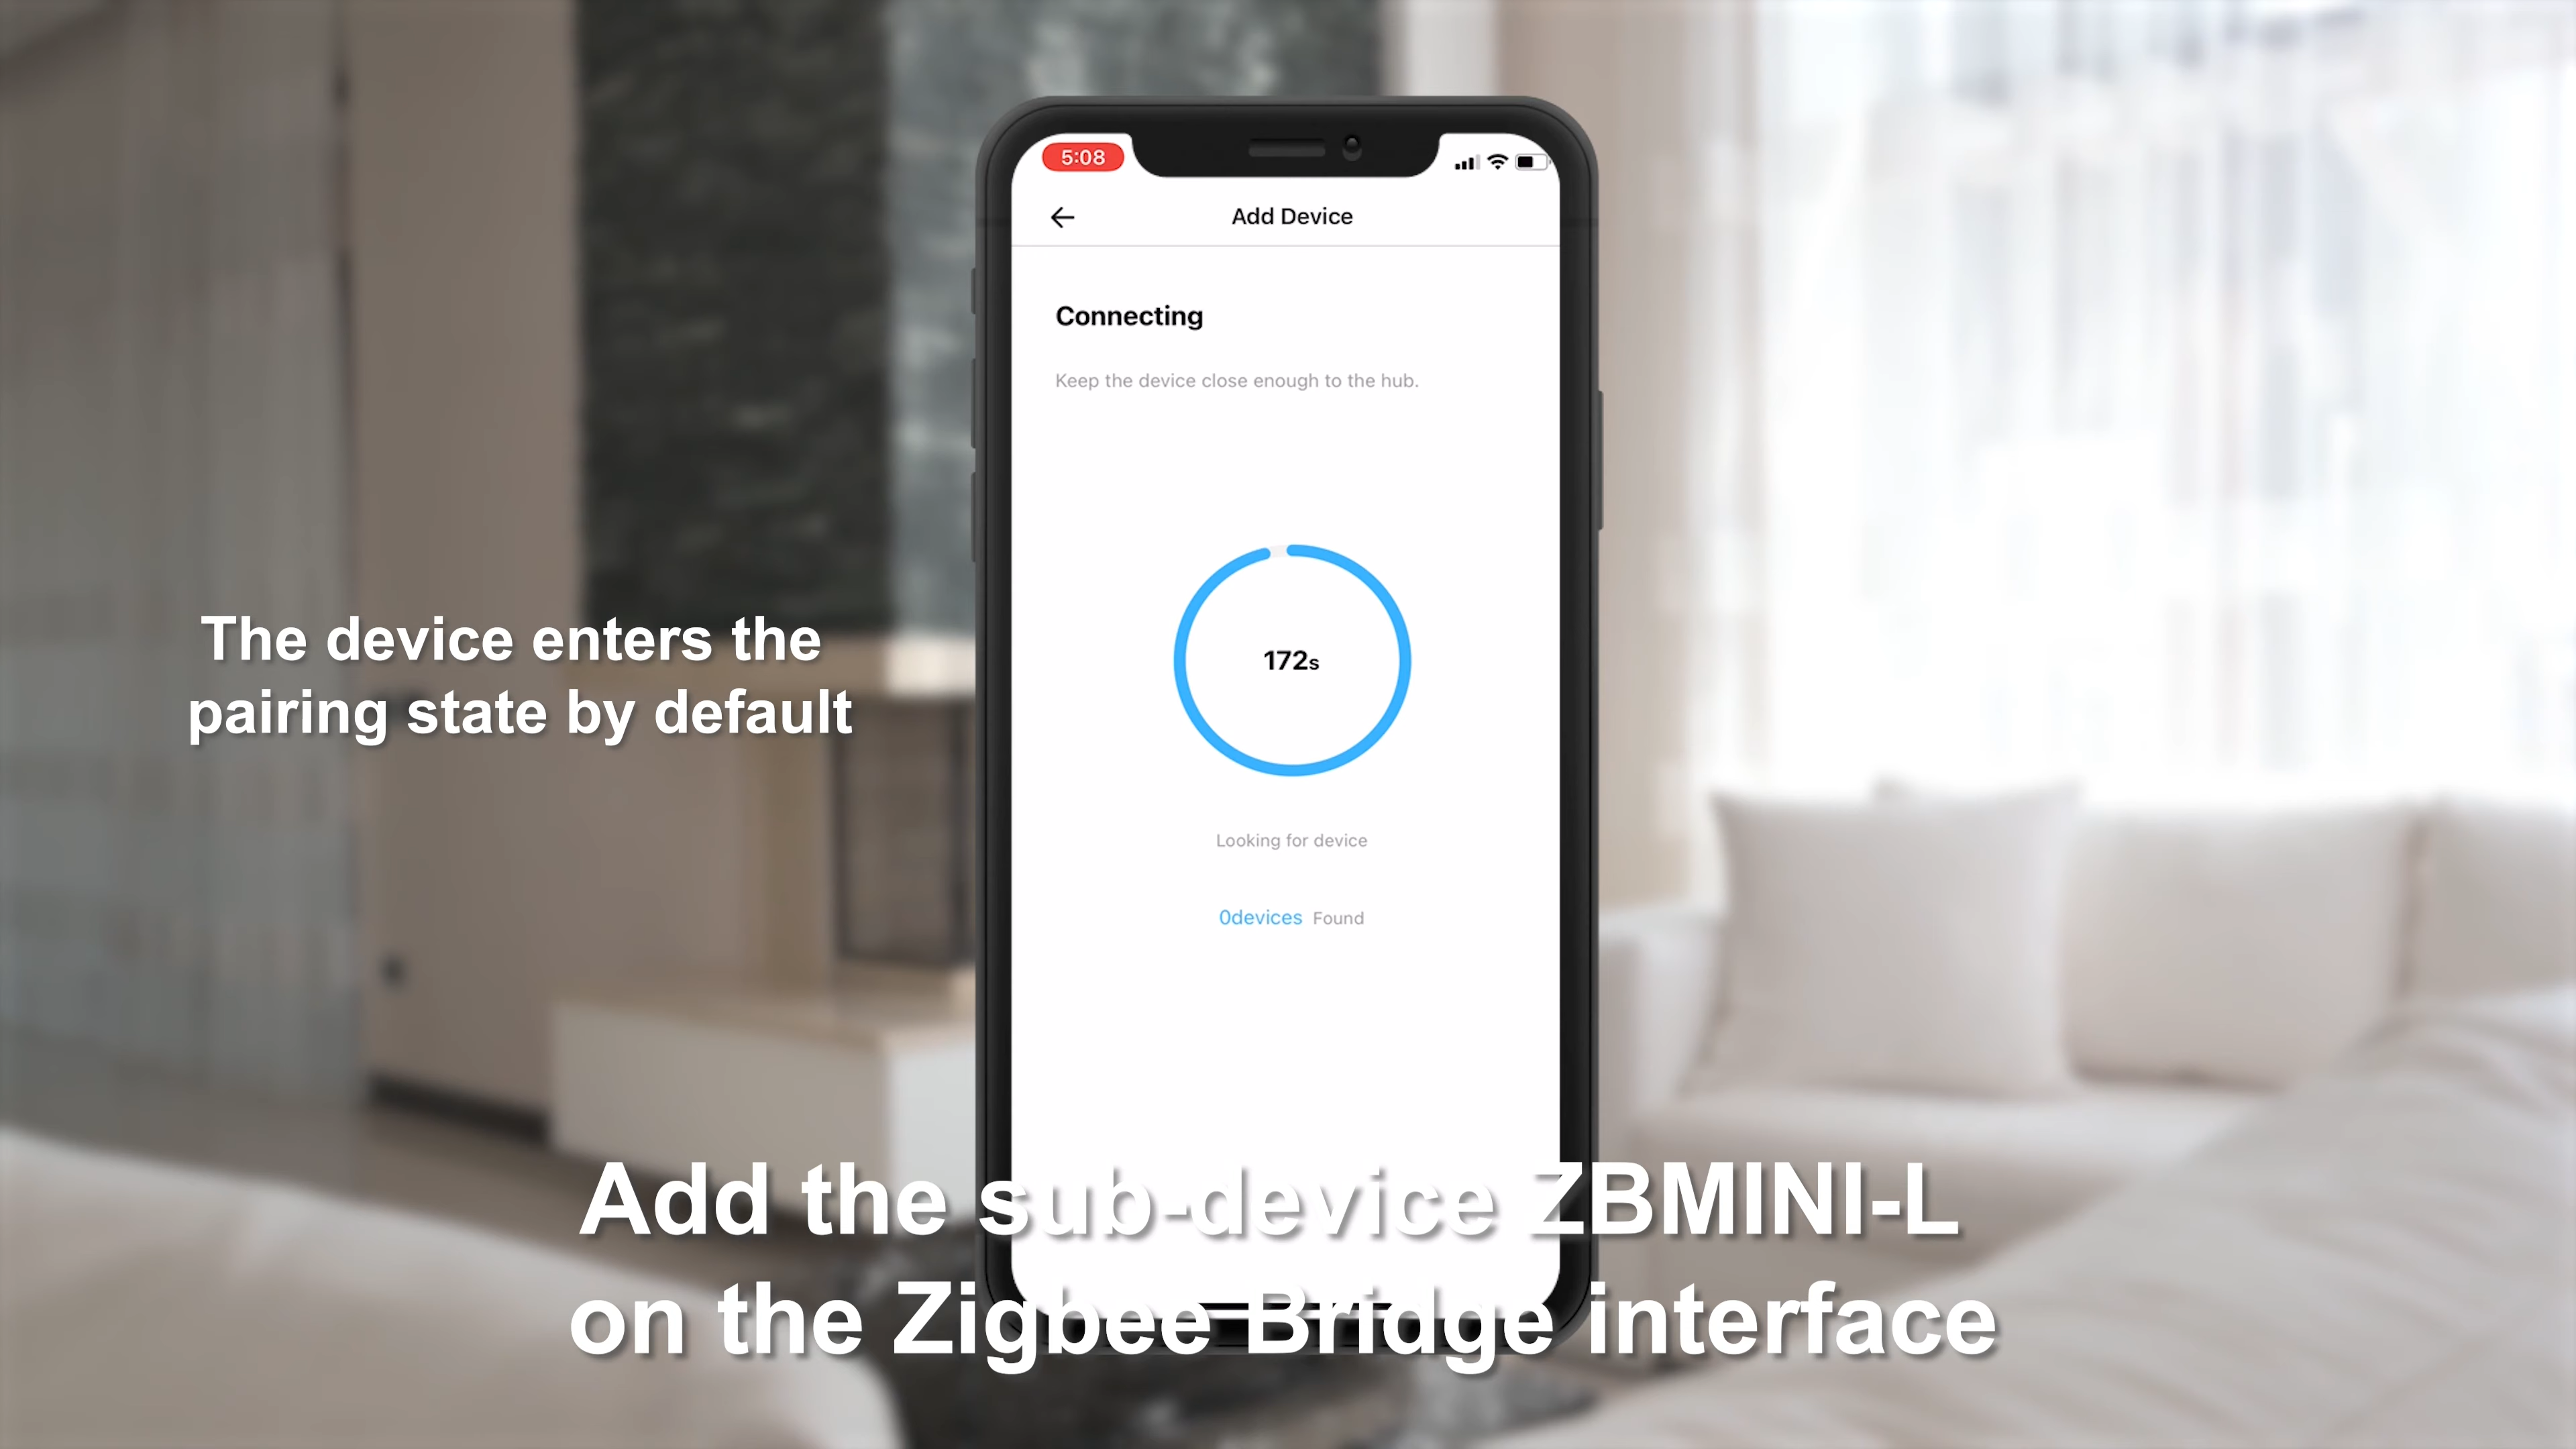 5:08
Add Device
Connecting
Keep the device close enough to the hub.
172s
Looking for device
0devices Found
The device enters the
pairing state by default
Add the sub-device ZBMINI-L
on the Zigbee Bridge interface